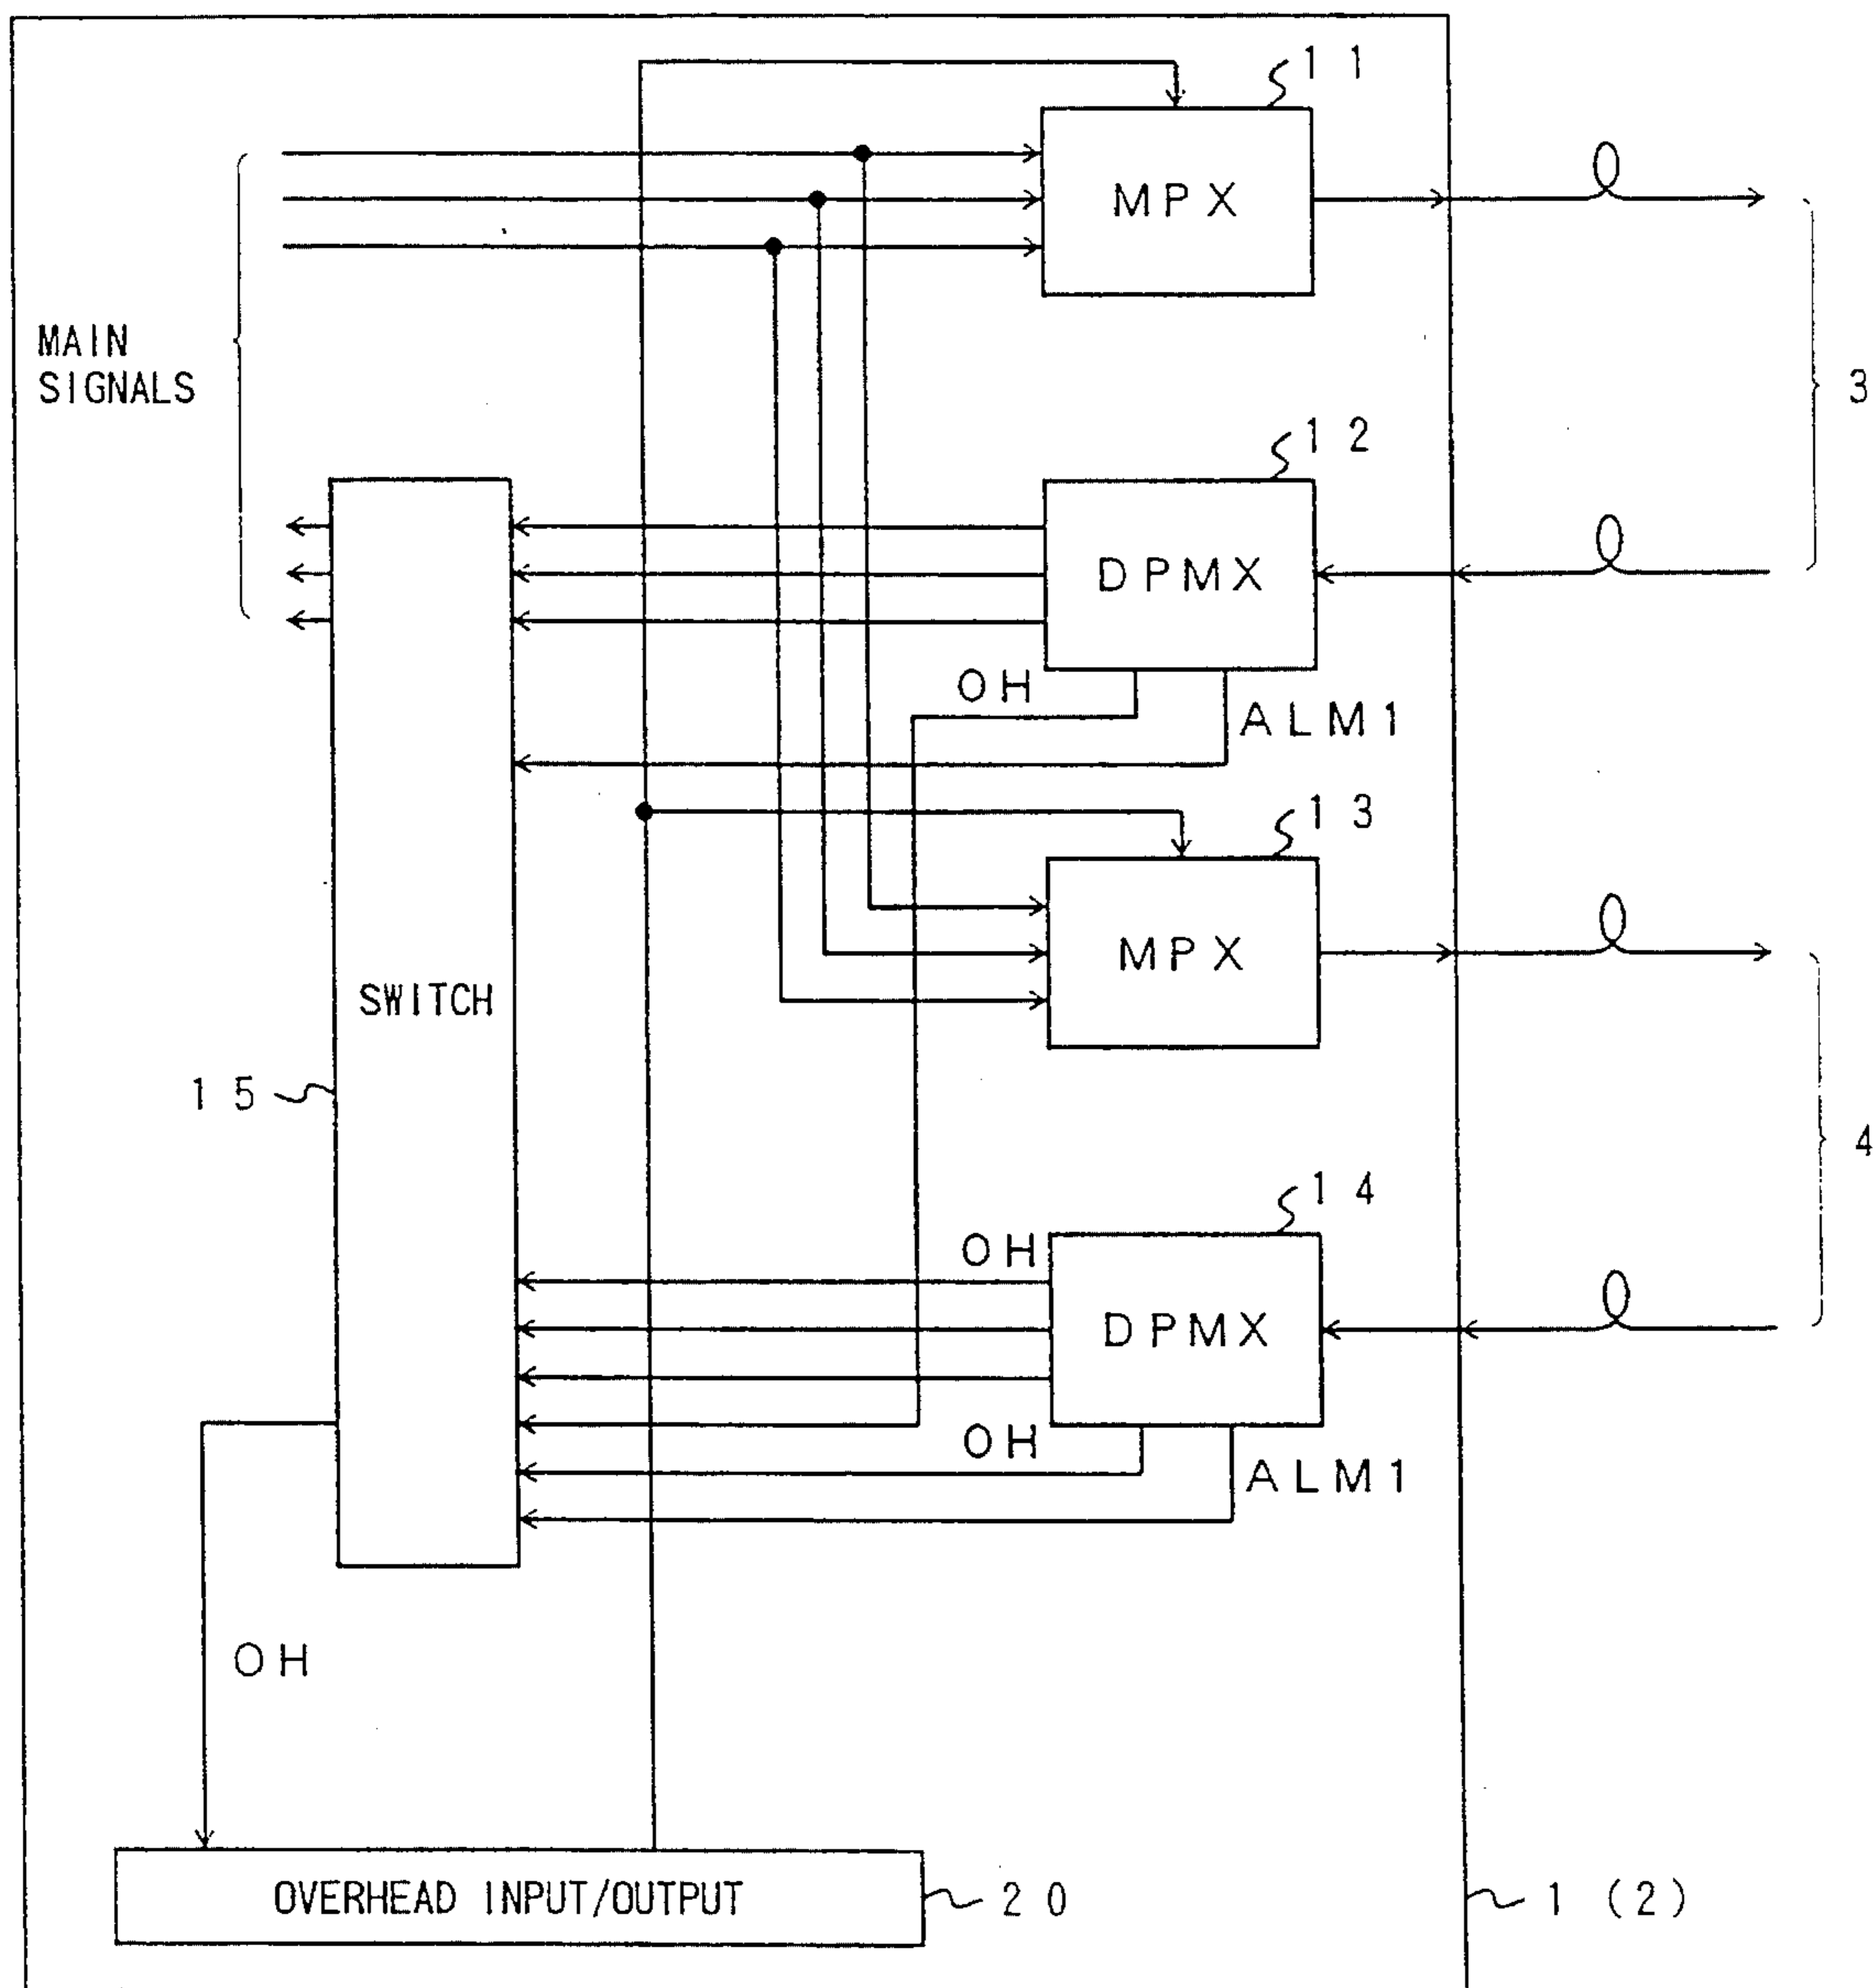 11
MPX
MAIN
SIGNALS
3
12
DPMX
OH
ALM1
13
MPX
SWITCH
15
4
14
OH
DPMX
OH
ALM1
OH
OVERHEAD INPUT/OUTPUT
20
1 (2)